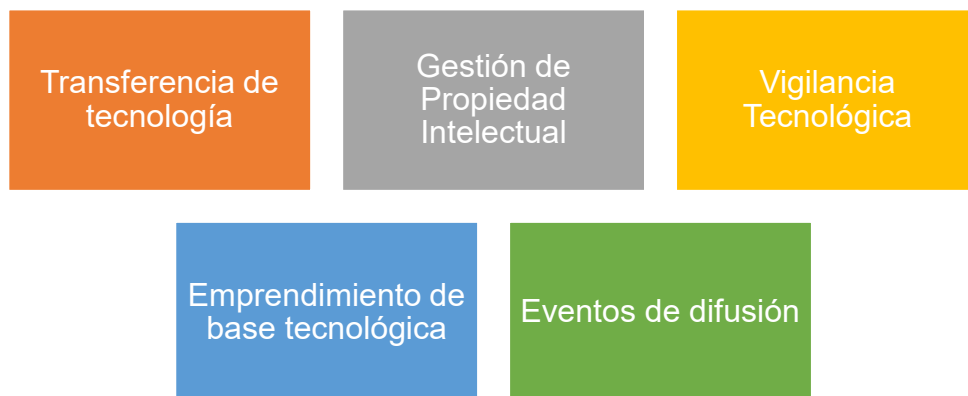 Transferencia de
tecnología
Gestión de
Propiedad
Intelectual
Vigilancia
Tecnológica
Emprendimiento de
base tecnológica
Eventos de difusión